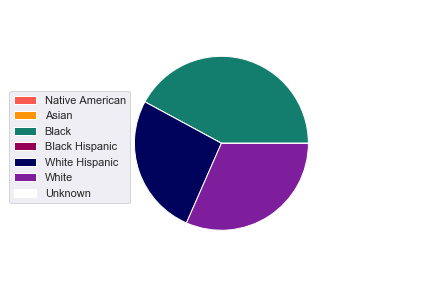 Native American
Asian
Black
Black Hispanic
White Hispanic
White
Unknown